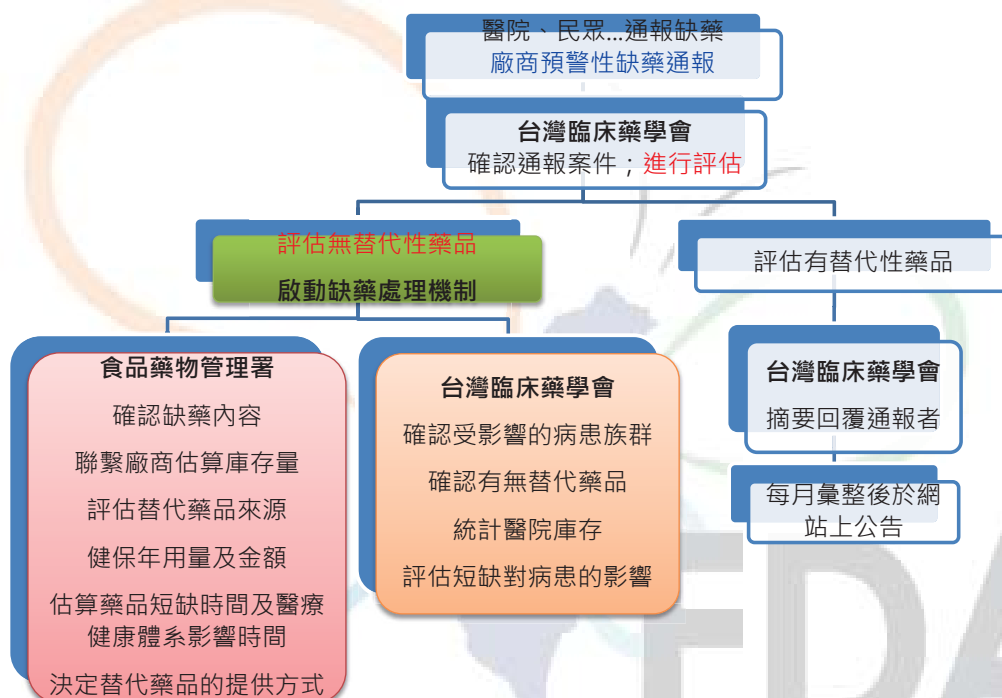 醫院、民眾...通報缺藥
廠商預警性缺藥通報
台灣臨床藥學會
確認通報案件；進行評估
評估無替代性藥品
啟動缺藥處理機制
評估有替代性藥品
食品藥物管理署
確認缺藥內容
聯繫廠商估算庫存量
評估替代藥品來源
健保年用量及金額
估算藥品短缺時間及醫療
健康體系影響時間
決定替代藥品的提供方式
台灣臨床藥學會
確認受影響的病患族群
確認有無替代藥品
統計醫院庫存
評估短缺對病患的影響
台灣臨床藥學會
摘要回覆通報者
每月彙整後於網
站上公告
FDA